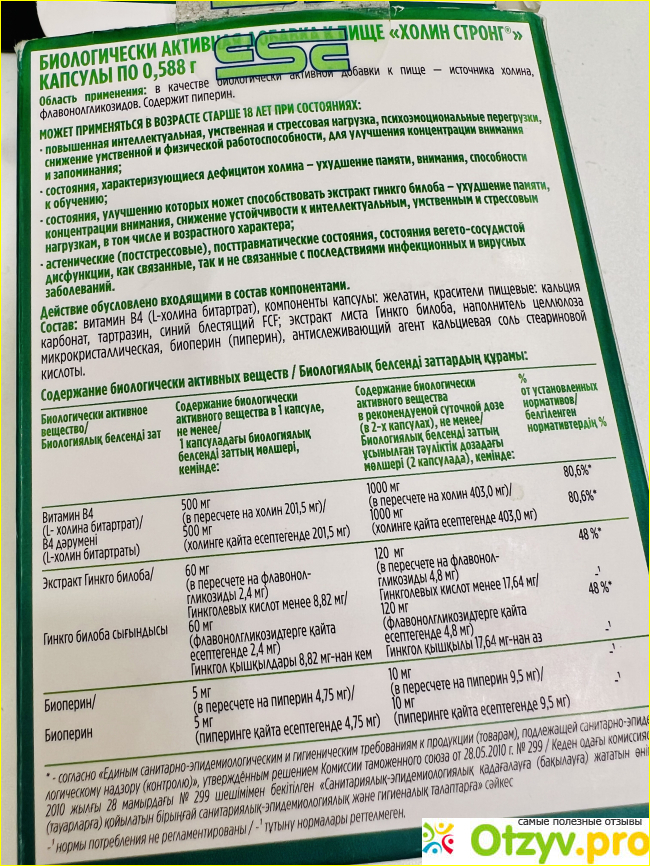 БИОЛОГИЧЕСКИ АКТИВНАЯ ДОБАВКА К ПИЩЕ «ХОЛИН СТРОНГ®»
КАПСУЛЫ ПО 0,588 г
Область применения: в качестве биологически активной добавки к пище – источника холина,
флавонолгликозидов. Содержит пиперин.
МОЖЕТ ПРИМЕНЯТЬСЯ В ВОЗРАСТЕ СТАРШЕ 18 ЛЕТ ПРИ СОСТОЯНИЯХ:
· повышенная интеллектуальная, умственная и стрессовая нагрузка, психоэмоциональные перегрузки,
снижение умственной и физической работоспособности, для улучшения концентрации внимания
и запоминания;
· состояния, характеризующиеся дефицитом холина – ухудшение памяти, внимания, способности
к обучению;
· состояния, улучшению которых может способствовать экстракт гинкго билоба – ухудшение памяти,
концентрации внимания, снижение устойчивости к интеллектуальным, умственным и стрессовым
нагрузкам, в том числе и возрастного характера;
· астенические (постстрессовые), посттравматические состояния, состояния вегето-сосудистой
дисфункции, как связанные, так и не связанные с последствиями инфекционных и вирусных
заболеваний.
Действие обусловлено входящими в состав компонентами.
Состав: витамин В4 (L-холина битартрат), компоненты капсулы: желатин, красители пищевые: кальция
карбонат, тартразин, синий блестящий FCF; экстракт листа Гинкго билоба, наполнитель целлюлоза
микрокристаллическая, биоперин (пиперин), антислеживающий агент кальциевая соль стеариновой
кислоты.
Содержание биологически активных веществ / Биологиялық белсенді заттардың құрамы:
Биологически активное
вещество/
Биологиялық белсенді зат
Содержание биологически
активного вещества в 1 капсуле,
не менее/
1 капсуладағы биологиялық
белсенді заттың мөлшері,
кемінде:
Содержание биологически
активного вещества
в рекомендуемой суточной дозе
(в 2-х капсулах), не менее/
Биологиялық белсенді заттың
ұсынылған тәуліктік дозадағы
мөлшері (2 капсулада), кемінде:
%
от установленных
нормативов/
белгіленген
нормативтердің %
Витамин В4
(L- холина битартрат)/
В4 дәрумені
(L-холин битартраты)
500 мг
(в пересчете на холин 201,5 мг)/
500 мг
(холинге қайта есептегенде 201,5 мг)
1000 мг
(в пересчете на холин 403,0 мг)/
1000 мг
(холинге қайта есептегенде 403,0 мг)
80,6%*
80,6%*
Экстракт Гинкго билоба/
Гинкго билоба сығындысы
60 мг
(в пересчете на флавонол-
гликозиды 2,4 мг)
Гинкголевых кислот менее 8,82 мг/
60 мг
(флавонолгликозидтерге қайта
есептегенде 2,4 мг)
Гинкгол қышқылдары 8,82 мг-нан кем
120 мг
(в пересчете на флавонол-
гликозиды 4,8 мг)
Гинкголевых кислот менее 17,64 мг/
120 мг
(флавонолгликозидтерге қайта
есептегенде 4,8 мг)
Гинкгол қышқылы 17,64 мг-нан аз
48 %*
-¹
48 %*
-¹
Биоперин/
Биоперин
5 мг
(в пересчете на пиперин 4,75 мг)/
5 мг
(пиперинге қайта есептегенде 4,75 мг)
10 мг
(в пересчете на пиперин 9,5 мг)/
10 мг
(пиперинге қайта есептегенде 9,5 мг)
-¹
-¹
* - согласно «Единым санитарно-эпидемиологическим и гигиеническим требованиям к продукции (товарам), подлежащей санитарно-эпиде
логическому надзору (контролю)», утверждённым решением Комиссии таможенного союза от 28.05.2010 г. № 299 / Кеден одағы комиссияс
2010 жылғы 28 мамырдағы № 299 шешімімен бекітілген «Санитариялық-эпидемиологиялық қадағалауға (бақылауға) жататын өні
(тауарларға) қойылатын бірыңғай санитариялық-эпидемиологиялық және гигиеналық талаптарға» сәйкес
-¹ нормы потребления не регламентированы / -¹ тұтыну нормалары реттелмеген.
самые полезные отзывы
Otzyv.pro